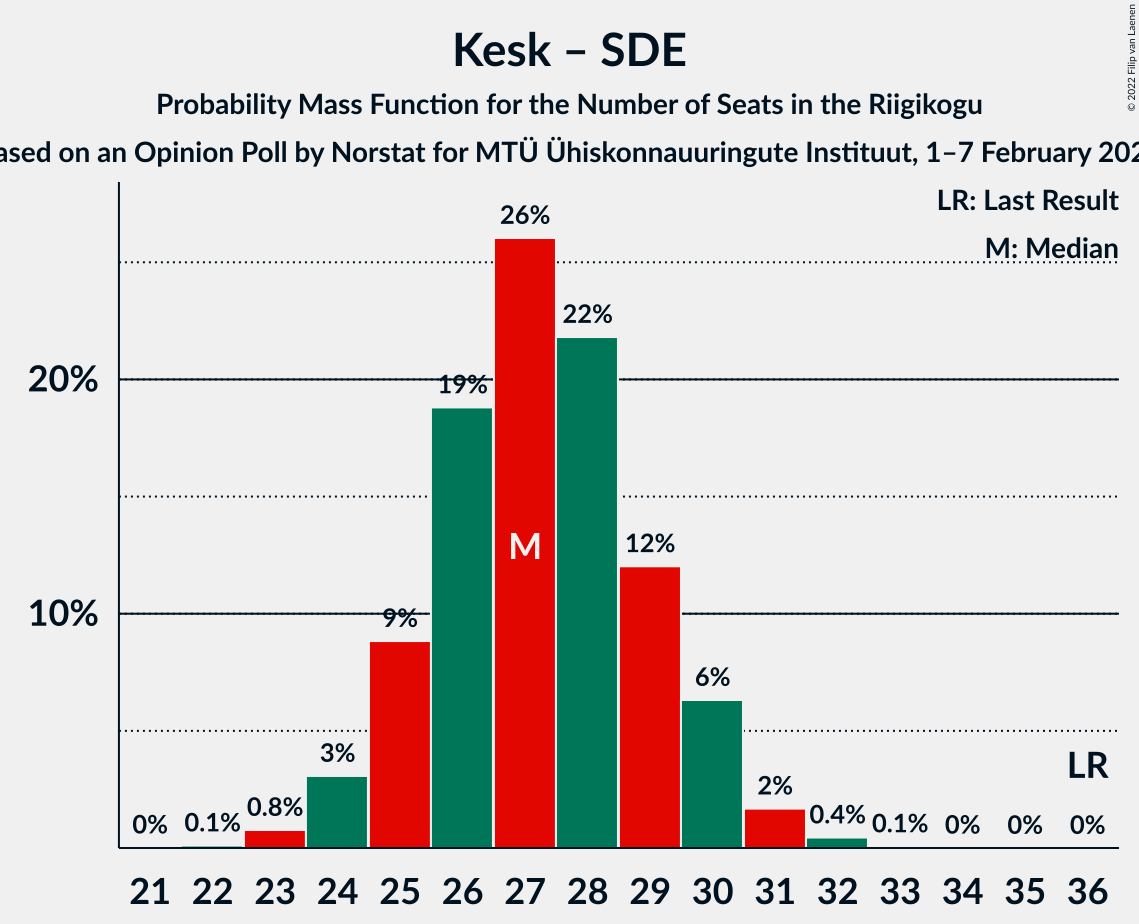 Kesk – SDE
Probability Mass Function for the Number of Seats in the Riigikogu
ased on an Opinion Poll by Norstat for MTÜ Ühiskonnauuringute Instituut, 1–7 February 202
© 2022 Filip van Laenen
LR: Last Result
M: Median
26%
22%
20%
19%
M
12%
10%
9%
6%
LR
3%
2%
0% 0.1% 0.8% 0.4% 0.1% 0% 0% 0%
21 22 23 24 25 26 27 28 29 30 31 32 33 34 35 36